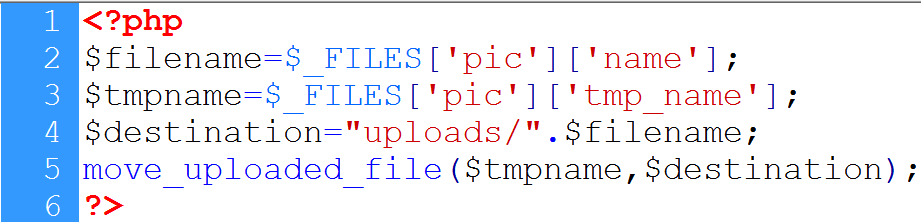 1 <?php
2 $filename=$_FILES['pic']['name'];
3 $tmpname=$_FILES['pic']['tmp_name'];
4 $destination="uploads/".$filename;
5 move_uploaded_file($tmpname,$destination);
6 ?>